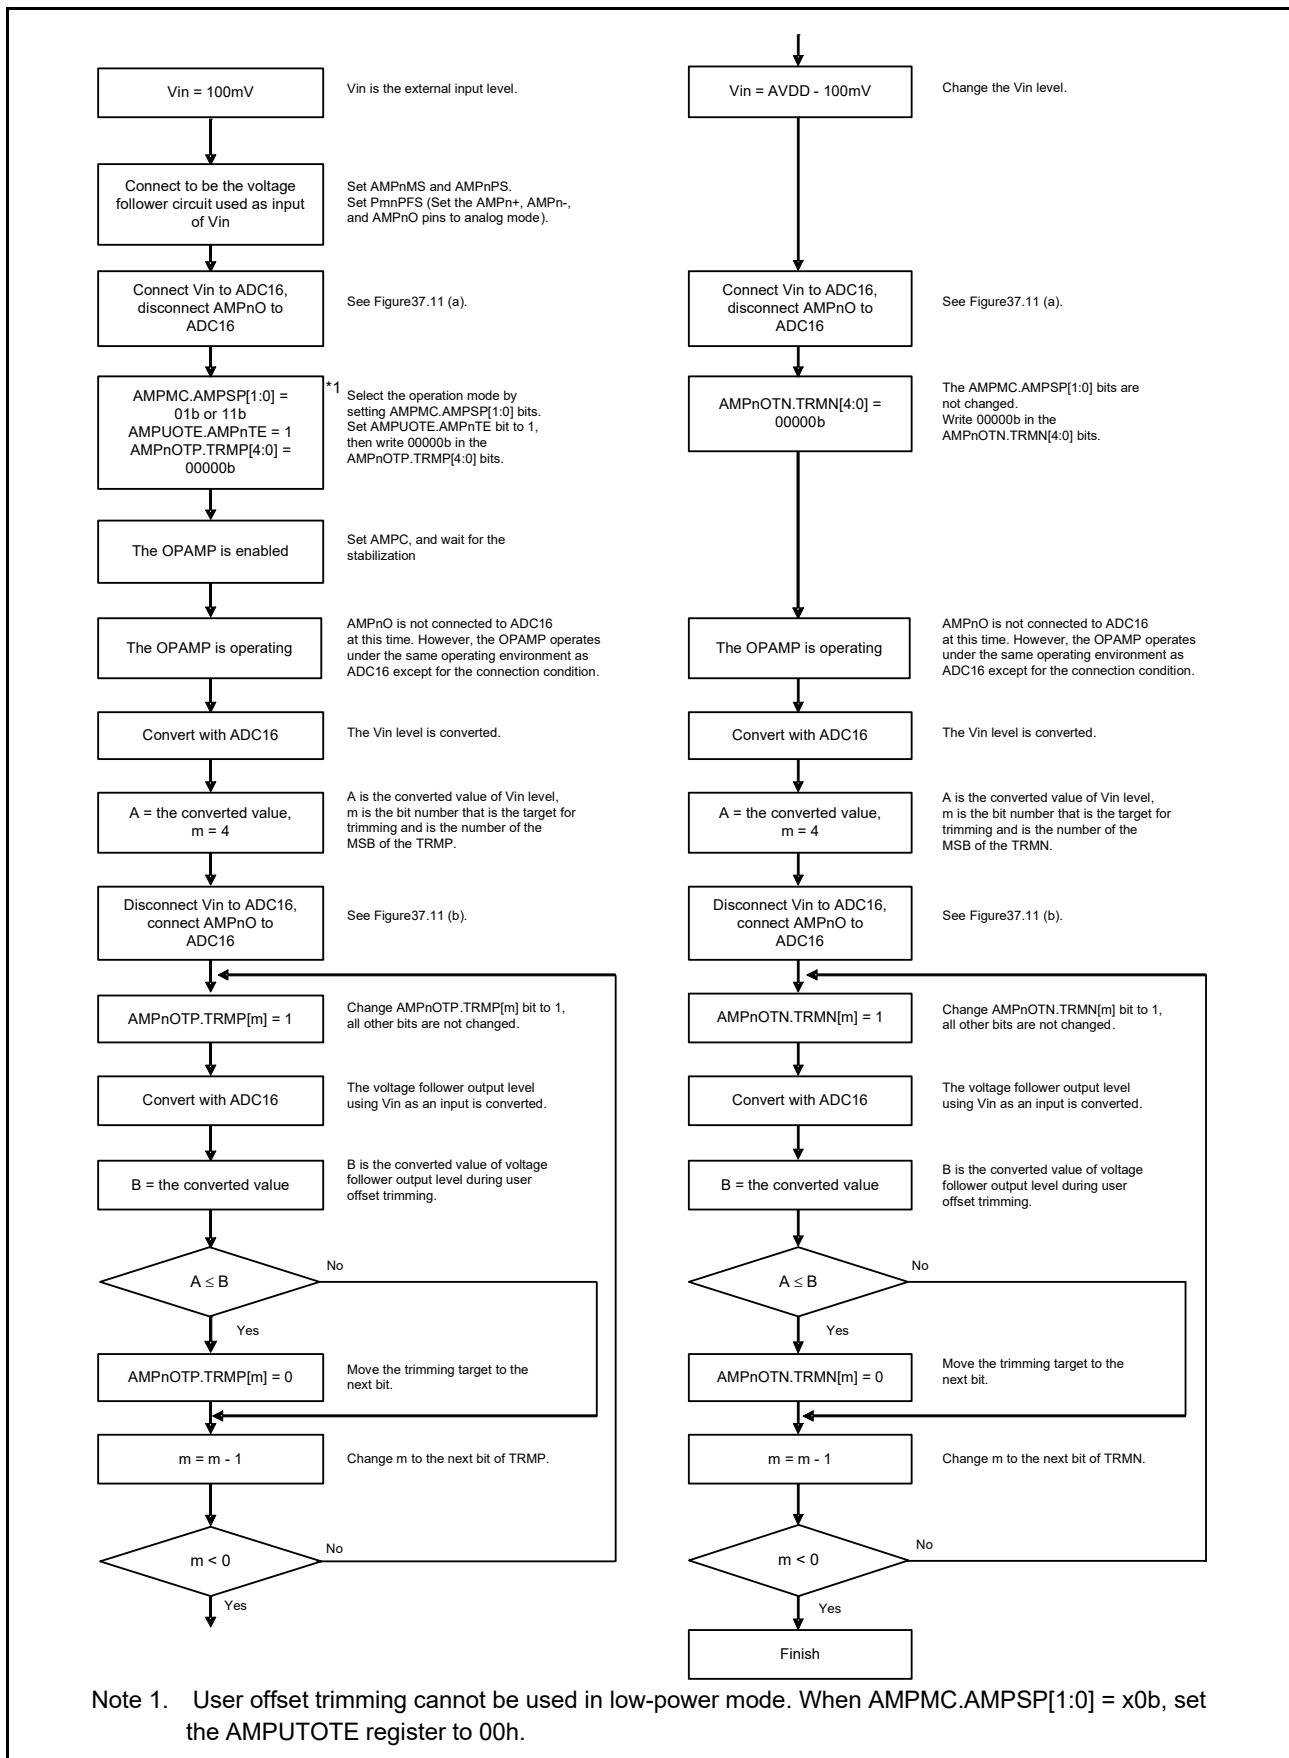 Vin = 100mV
Vin is the external input level.
Connect to be the voltage
follower circuit used as input
of Vin
Set AMPnMS and AMPnPS.
Set PmnPFS (Set the AMPn+, AMPn-,
and AMPnO pins to analog mode).
Connect Vin to ADC16,
disconnect AMPnO to
ADC16
See Figure37.11 (a).
AMPMC.AMPSP[1:0] =
01b or 11b
AMPUOTE.AMPnTE = 1
AMPnOTP.TRMP[4:0] =
00000b
*1
Select the operation mode by
setting AMPMC.AMPSP[1:0] bits.
Set AMPUOTE.AMPnTE bit to 1,
then write 00000b in the
AMPnOTP.TRMP[4:0] bits.
The OPAMP is enabled
Set AMPC, and wait for the
stabilization
The OPAMP is operating
AMPnO is not connected to ADC16
at this time. However, the OPAMP operates
under the same operating environment as
ADC16 except for the connection condition.
Convert with ADC16
The Vin level is converted.
A = the converted value,
m = 4
A is the converted value of Vin level,
m is the bit number that is the target for
trimming and is the number of the
MSB of the TRMP.
Disconnect Vin to ADC16,
connect AMPnO to
ADC16
See Figure37.11 (b).
AMPnOTP.TRMP[m] = 1
Change AMPnOTP.TRMP[m] bit to 1,
all other bits are not changed.
Convert with ADC16
The voltage follower output level
using Vin as an input is converted.
B = the converted value
B is the converted value of voltage
follower output level during user
offset trimming.
A ≤ B
No
Yes
AMPnOTP.TRMP[m] = 0
Move the trimming target to the
next bit.
m = m - 1
Change m to the next bit of TRMP.
m < 0
No
Yes
Vin = AVDD - 100mV
Change the Vin level.
Connect Vin to ADC16,
disconnect AMPnO to
ADC16
See Figure37.11 (a).
AMPnOTN.TRMN[4:0] =
00000b
The AMPMC.AMPSP[1:0] bits are
not changed.
Write 00000b in the
AMPnOTN.TRMN[4:0] bits.
The OPAMP is operating
AMPnO is not connected to ADC16
at this time. However, the OPAMP operates
under the same operating environment as
ADC16 except for the connection condition.
Convert with ADC16
The Vin level is converted.
A = the converted value,
m = 4
A is the converted value of Vin level,
m is the bit number that is the target for
trimming and is the number of the
MSB of the TRMN.
Disconnect Vin to ADC16,
connect AMPnO to
ADC16
See Figure37.11 (b).
AMPnOTN.TRMN[m] = 1
Change AMPnOTN.TRMN[m] bit to 1,
all other bits are not changed.
Convert with ADC16
The voltage follower output level
using Vin as an input is converted.
B = the converted value
B is the converted value of voltage
follower output level during user
offset trimming.
A ≤ B
No
Yes
AMPnOTN.TRMN[m] = 0
Move the trimming target to the
next bit.
m = m - 1
Change m to the next bit of TRMN.
m < 0
No
Yes
Finish
Note 1. User offset trimming cannot be used in low-power mode. When AMPMC.AMPSP[1:0] = x0b, set
the AMPUTOTE register to 00h.